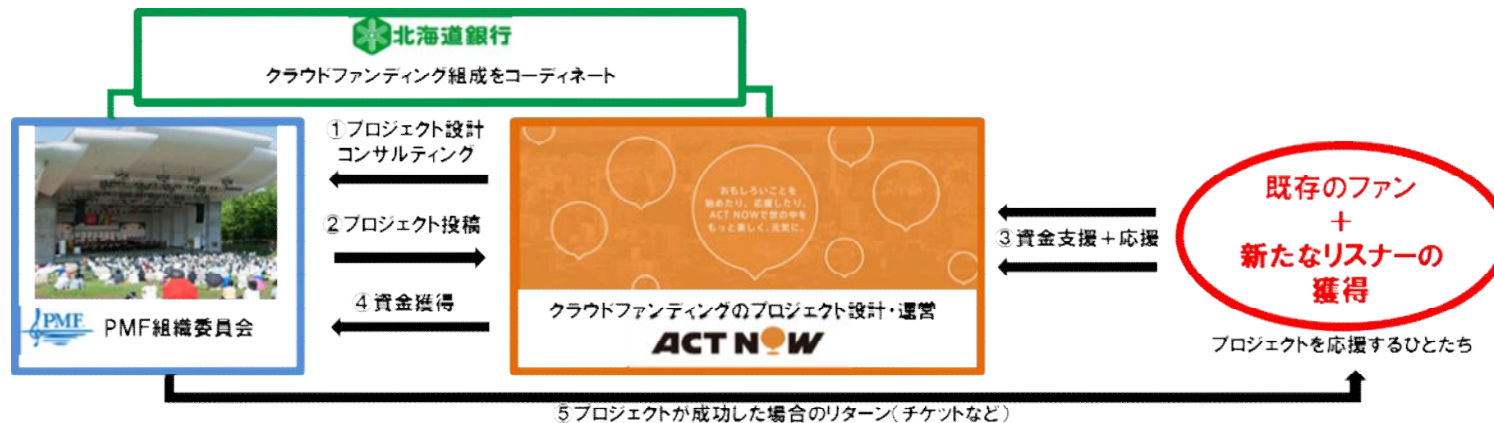 北海道銀行
クラウドファンディング組成をコーディネート
①プロジェクト設計
コンサルティング
②プロジェクト投稿
④資金獲得
PMF
PMF組織委員会
おもしろいことを
始めたり、応援したり、
ACT NOWで世の中を
もっと楽しく、元気に。
クラウドファンディングのプロジェクト設計・運営
ACT NOW
③資金支援+応援
既存のファン
+
新たなリスナーの
獲得
プロジェクトを応援するひとたち
⑤プロジェクトが成功した場合のリターン(チケットなど)